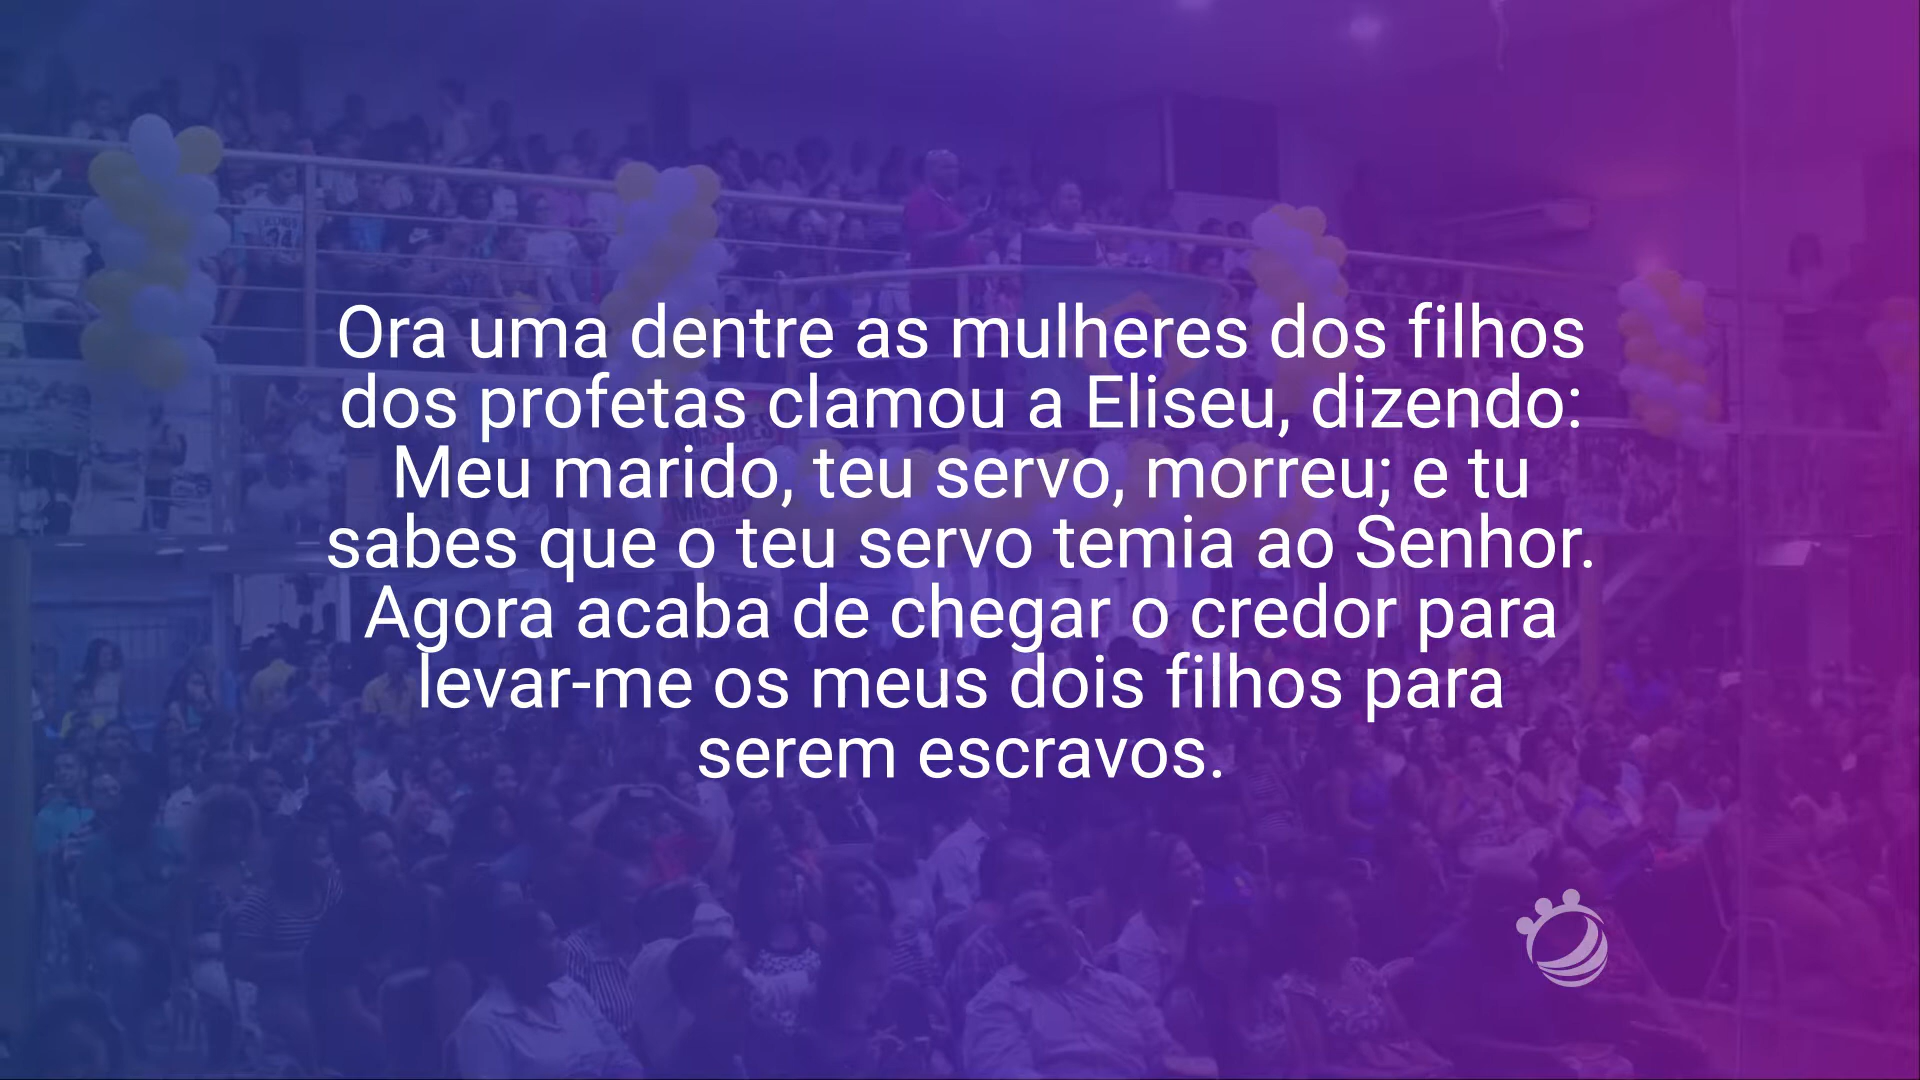 Ora uma dentre as mulheres dos filhos
dos profetas clamou a Eliseu, dizendo:
Meu marido, teu servo, morreu; e tu
sabes que o teu servo temia ao Senhor.
Agora acaba de chegar o credor para
levar-me os meus dois filhos para
serem escravos.